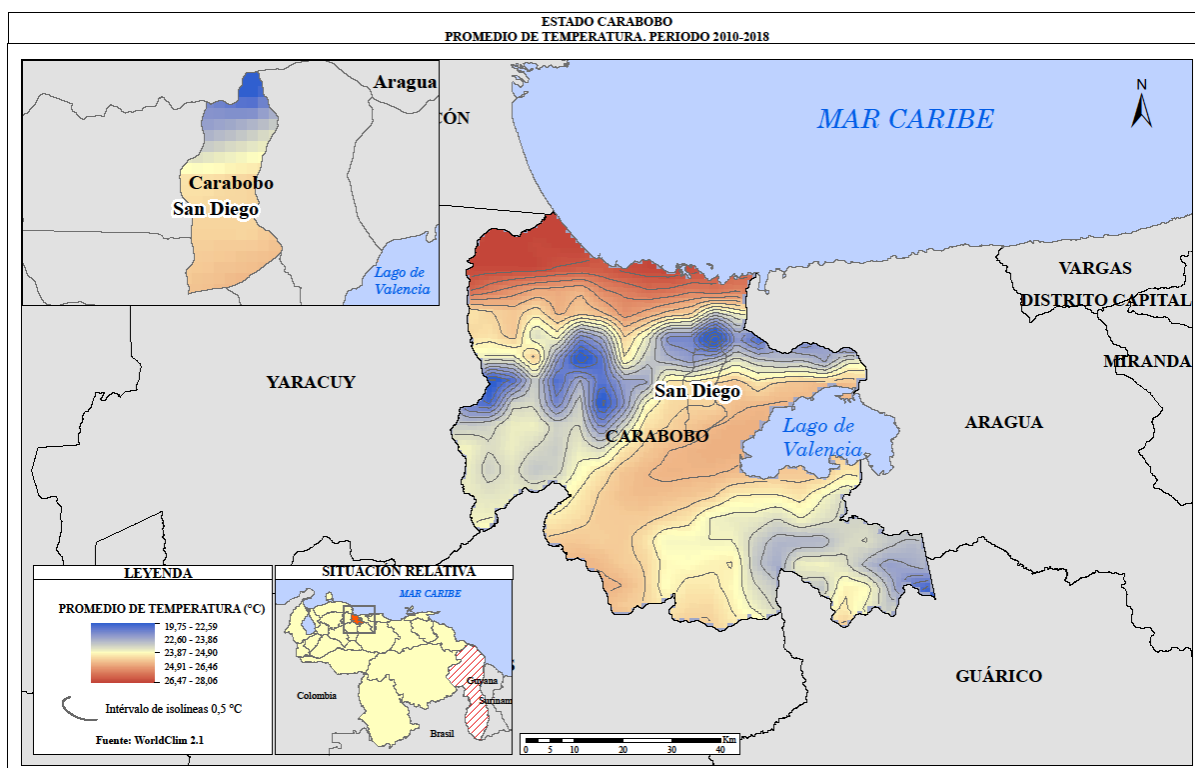 ESTADO CARABOBO
PROMEDIO DE TEMPERATURA. PERIODO 2010-2018
Aragua
Carabobo
San Diego
Lago de
Valencia
CÓN
MAR CARIBE
N
VARGAS
DISTRITO CAPITAL
MIRANDA
YARACUY
San Diego
CARABOBO
Lago de
Valencia
ARAGUA
GUÁRICO
LEYENDA
PROMEDIO DE TEMPERATURA (°C)
19,75 - 22,59
22,60 - 23,86
23,87 - 24,90
24,91 - 26,46
26,47 - 28,06
Intérvalo de isolíneas 0,5 °C
Fuente: WorldClim 2.1
SITUACIÓN RELATIVA
MAR CARIBE
Guyana
Surinam
Colombia
Brasil
S
Km
0 5 10 20 30 40